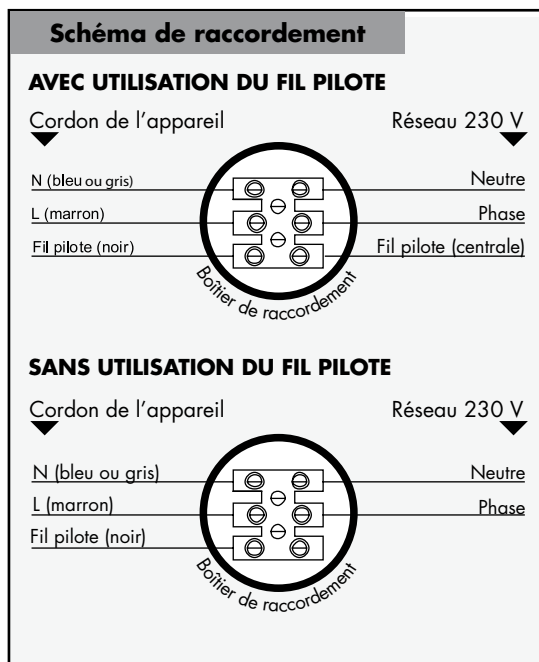 Schéma de raccordement
AVEC UTILISATION DU FIL PILOTE
Cordon de l'appareil Réseau 230 V
N (bleu ou gris) Neutre
L (marron) Phase
Fil pilote (noir) Fil pilote (centrale)
Boîtier de raccordement
SANS UTILISATION DU FIL PILOTE
Cordon de l'appareil Réseau 230 V
N (bleu ou gris) Neutre
L (marron) Phase
Fil pilote (noir)
Boîtier de raccordement